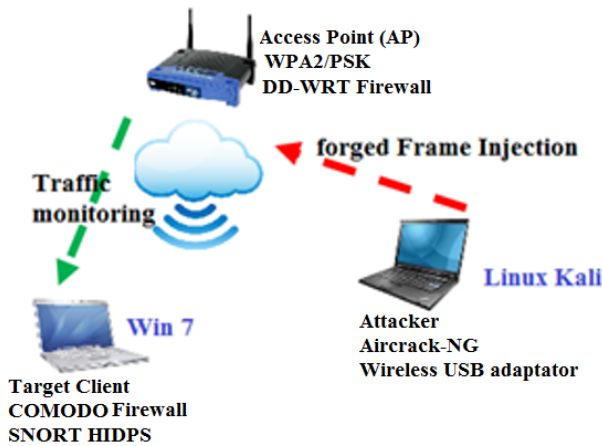 Access Point (AP)
WPA2/PSK
DD-WRT Firewall
forged Frame Injection
Traffic
monitoring
Linux Kali
Attacker
Aircrack-NG
Wireless USB adaptator
Win 7
Target Client
COMODO Firewall
SNORT HIDPS